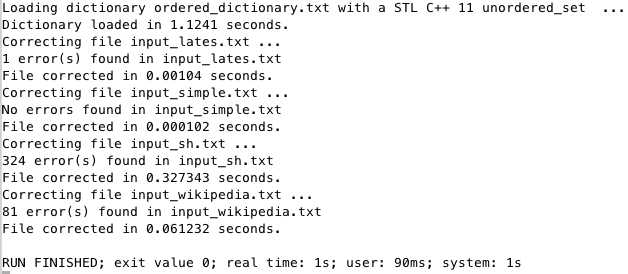 Loading dictionary ordered_dictionary.txt with a STL C++ 11 unordered_set  ...
Dictionary loaded in 1.1241 seconds.
Correcting file input_lates.txt ...
1 error(s) found in input_lates.txt
File corrected in 0.00104 seconds.
Correcting file input_simple.txt ...
No errors found in input_simple.txt
File corrected in 0.000102 seconds.
Correcting file input_sh.txt ...
324 error(s) found in input_sh.txt
File corrected in 0.327343 seconds.
Correcting file input_wikipedia.txt ...
81 error(s) found in input_wikipedia.txt
File corrected in 0.061232 seconds.

RUN FINISHED; exit value 0; real time: 1s; user: 90ms; system: 1s